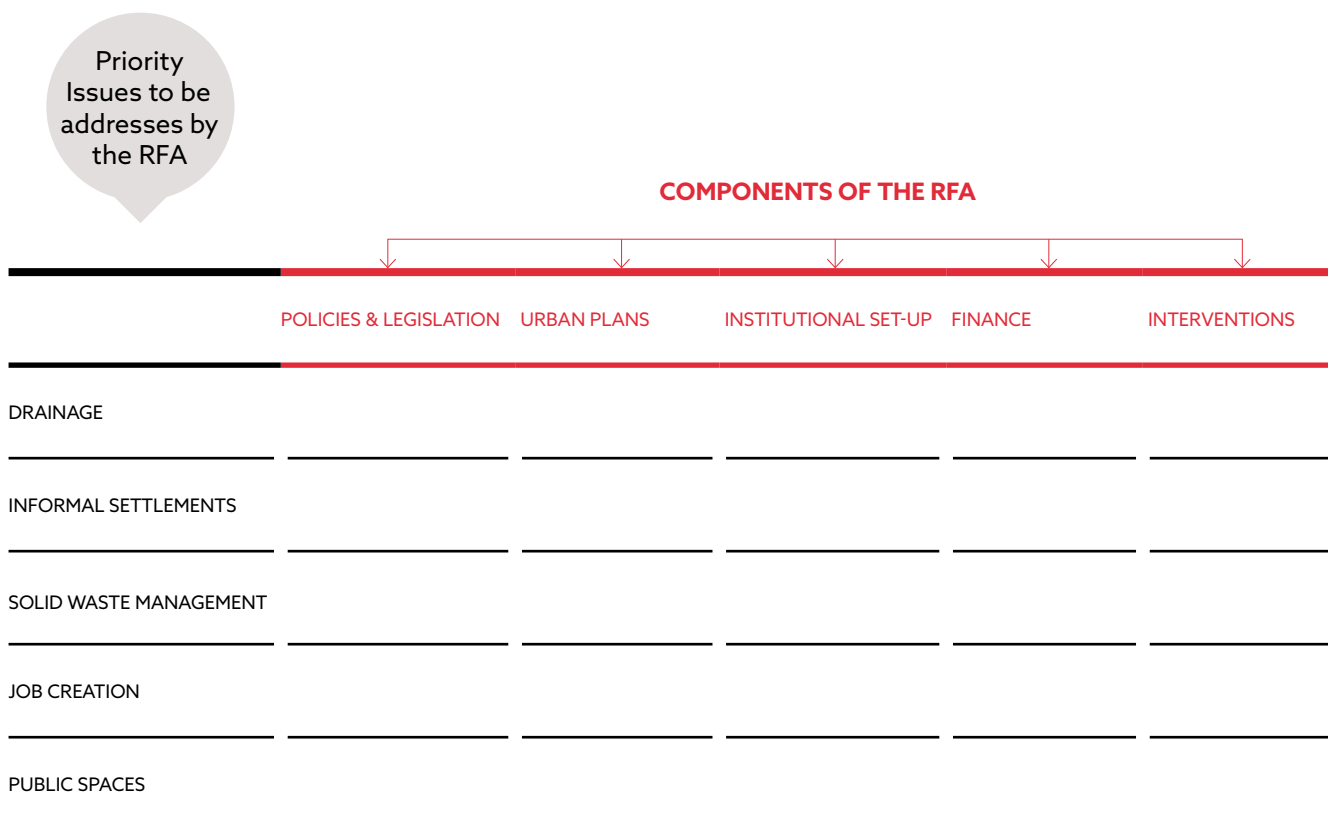 Priority
Issues to be
addresses by
the RFA
COMPONENTS OF THE RFA
POLICIES & LEGISLATION URBAN PLANS INSTITUTIONAL SET-UP FINANCE INTERVENTIONS
DRAINAGE
INFORMAL SETTLEMENTS
SOLID WASTE MANAGEMENT
JOB CREATION
PUBLIC SPACES